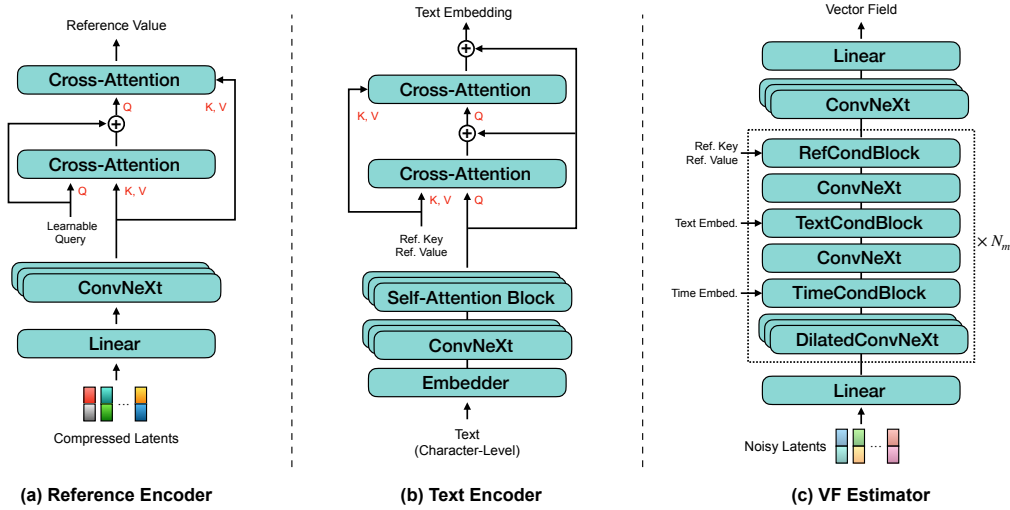 Reference Value
Cross-Attention
Q
K, V
Cross-Attention
Q
K, V
Learnable
Query
ConvNeXt
Linear
...
Compressed Latents
(a) Reference Encoder
Text Embedding
Cross-Attention
K, V
Q
Cross-Attention
K, V
Q
Ref. Key
Ref. Value
Self-Attention Block
ConvNeXt
Embedder
Text
(Character-Level)
(b) Text Encoder
Vector Field
Linear
ConvNeXt
Ref. Key
Ref. Value
RefCondBlock
ConvNeXt
Text Embed.
TextCondBlock
× Nm
ConvNeXt
Time Embed.
TimeCondBlock
DilatedConvNeXt
Linear
Noisy Latents
...
(c) VF Estimator